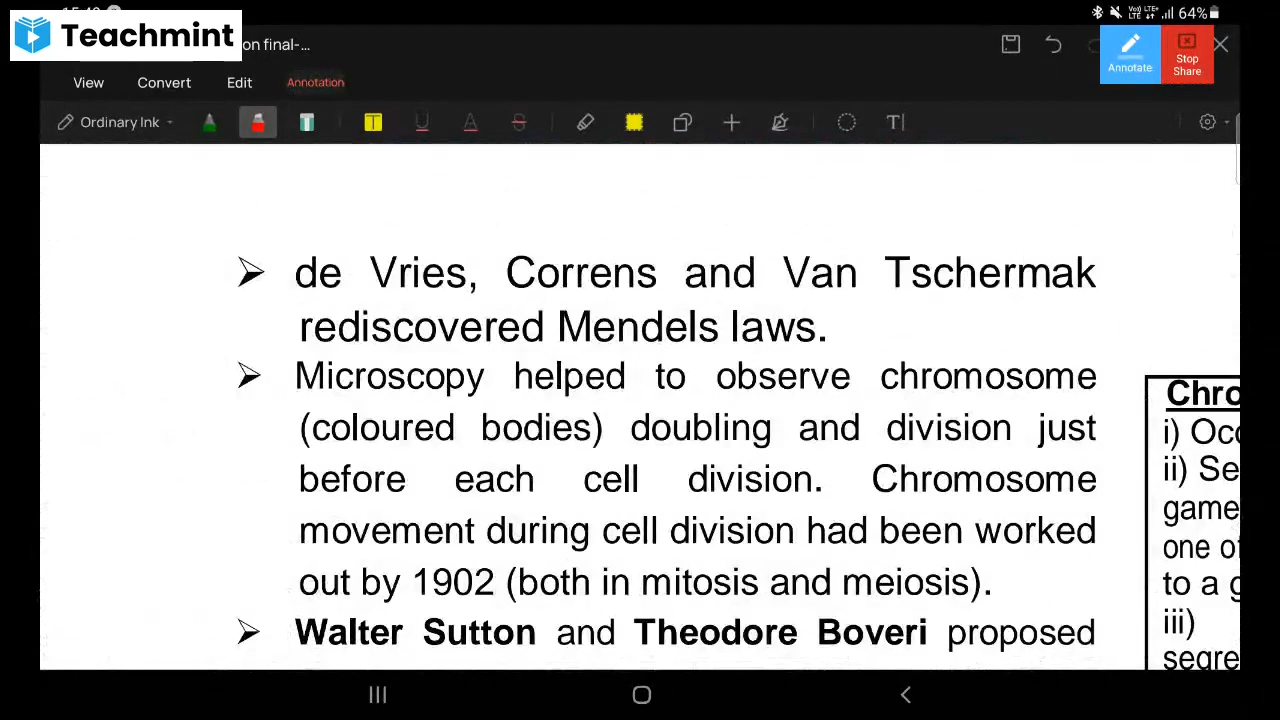 Teachmint
on final-...
64%
Annotate
Stop
Share
View Convert Edit Annotation
Ordinary Ink
de Vries, Correns and Van Tschermak
rediscovered Mendels laws.
Microscopy helped to observe chromosome
(coloured bodies) doubling and division just
before each cell division. Chromosome
movement during cell division had been worked
out by 1902 (both in mitosis and meiosis).
Walter Sutton and Theodore Boveri proposed
Chro
i) Occ
ii) Se
game
one of
to a g
iii)
segre